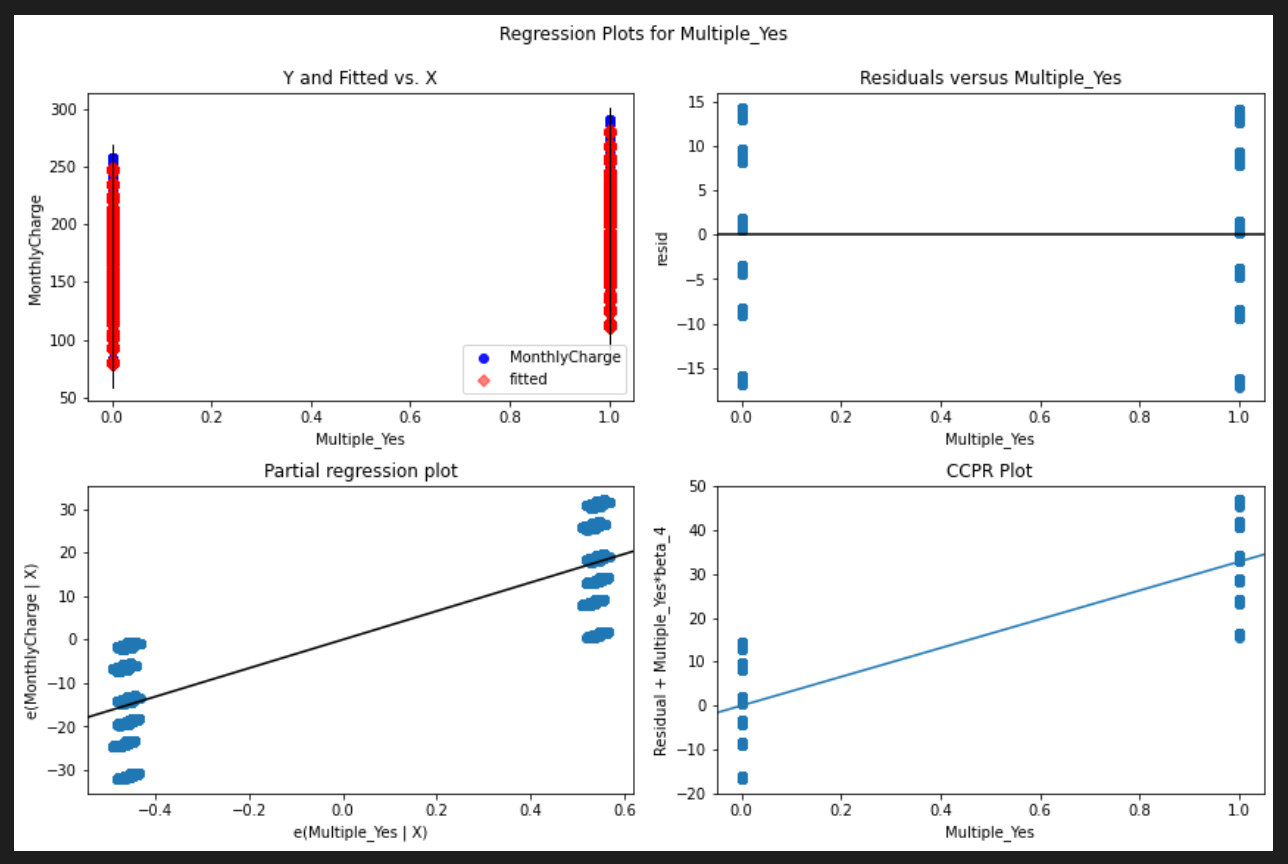 Regression Plots for Multiple_Yes
Y and Fitted vs. X
300
250
200
150
100
50
MonthlyCharge
MonthlyCharge
fitted
0.0 0.2 0.4 0.6 0.8 1.0
Multiple_Yes
Residuals versus Multiple_Yes
15
10
5
0
−5
−10
−15
resid
0.0 0.2 0.4 0.6 0.8 1.0
Multiple_Yes
Partial regression plot
30
20
10
0
−10
−20
−30
e(MonthlyCharge | X)
−0.4 −0.2 0.0 0.2 0.4 0.6
e(Multiple_Yes | X)
CCPR Plot
50
40
30
20
10
0
−10
−20
Residual + Multiple_Yes*beta_4
0.0 0.2 0.4 0.6 0.8 1.0
Multiple_Yes